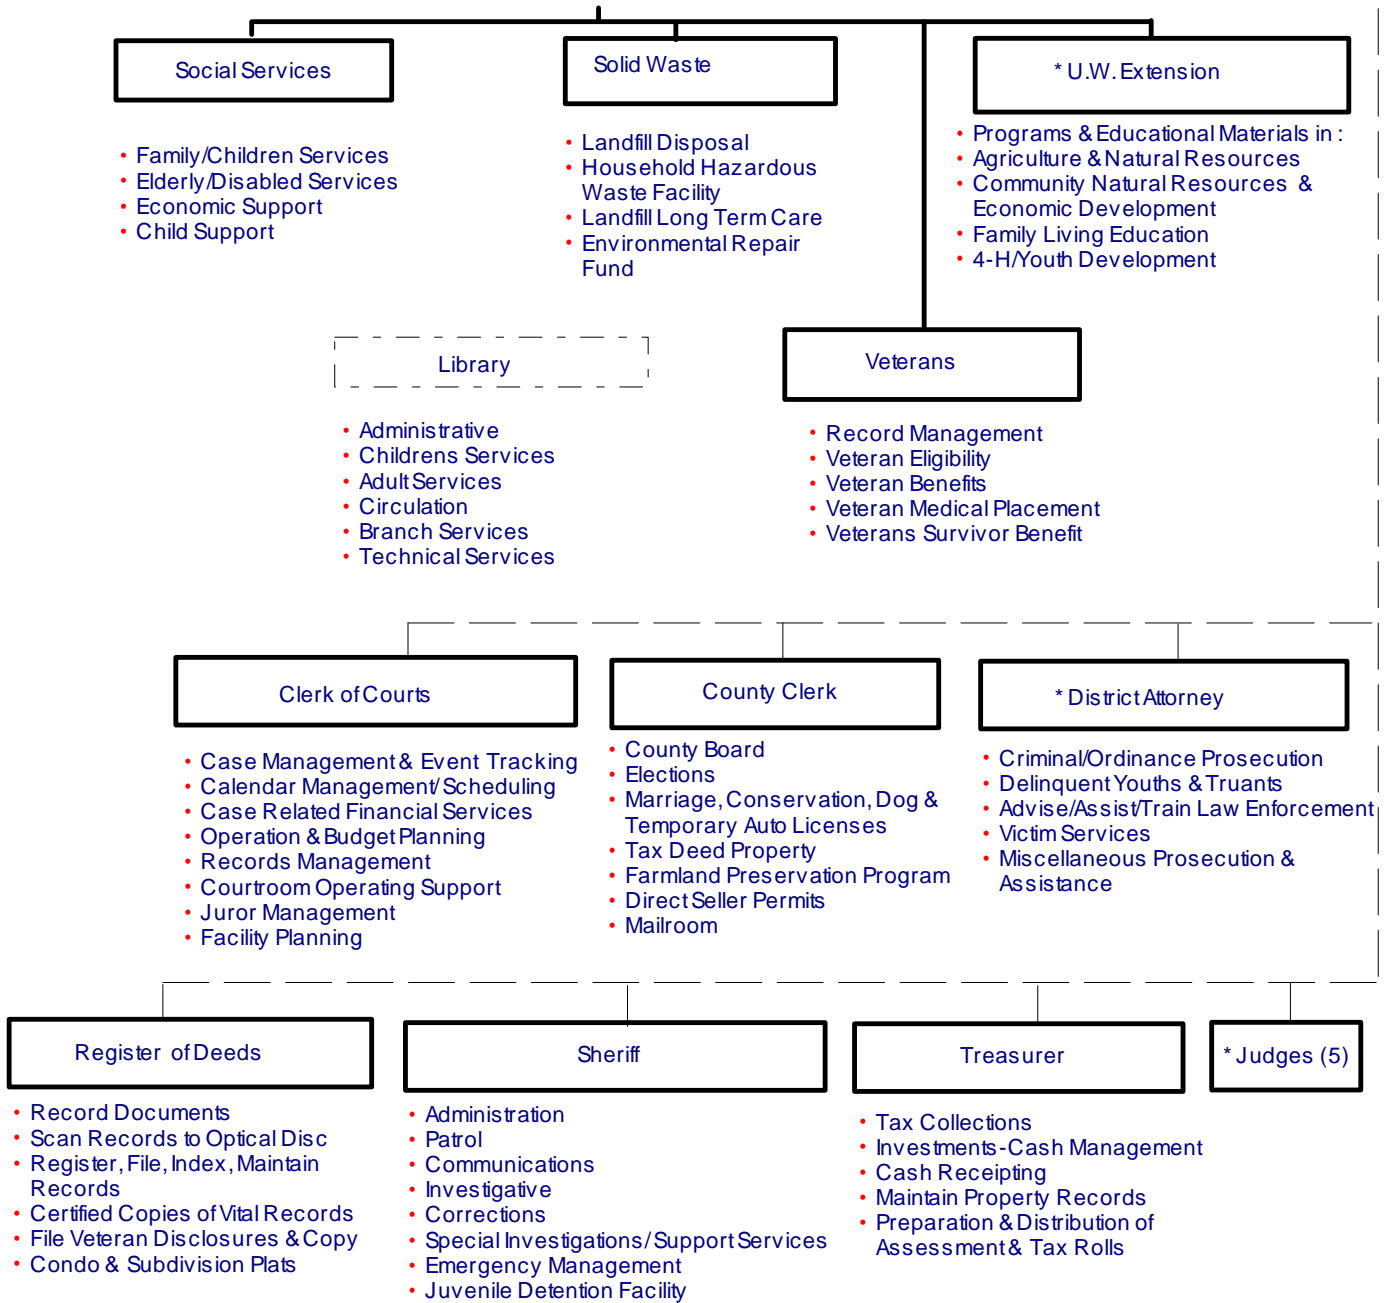 Social Services
• Family/Children Services
• Elderly/Disabled Services
• Economic Support
• Child Support
Solid Waste
• Landfill Disposal
• Household Hazardous
Waste Facility
• Landfill Long Term Care
• Environmental Repair
Fund
* U.W. Extension
• Programs & Educational Materials in :
• Agriculture & Natural Resources
• Community Natural Resources &
Economic Development
• Family Living Education
• 4-H/Youth Development
Library
• Administrative
• Childrens Services
• Adult Services
• Circulation
• Branch Services
• Technical Services
Veterans
• Record Management
• Veteran Eligibility
• Veteran Benefits
• Veteran Medical Placement
• Veterans Survivor Benefit
Clerk of Courts
• Case Management & Event Tracking
• Calendar Management/Scheduling
• Case Related Financial Services
• Operation & Budget Planning
• Records Management
• Courtroom Operating Support
• Juror Management
• Facility Planning
County Clerk
• County Board
• Elections
• Marriage, Conservation, Dog &
Temporary Auto Licenses
• Tax Deed Property
• Farmland Preservation Program
• Direct Seller Permits
• Mailroom
* District Attorney
• Criminal/Ordinance Prosecution
• Delinquent Youths & Truants
• Advise/Assist/Train Law Enforcement
• Victim Services
• Miscellaneous Prosecution &
Assistance
Register of Deeds
• Record Documents
• Scan Records to Optical Disc
• Register, File, Index, Maintain
Records
• Certified Copies of Vital Records
• File Veteran Disclosures & Copy
• Condo & Subdivision Plats
Sheriff
• Administration
• Patrol
• Communications
• Investigative
• Corrections
• Special Investigations/Support Services
• Emergency Management
• Juvenile Detention Facility
Treasurer
• Tax Collections
• Investments-Cash Management
• Cash Receipting
• Maintain Property Records
• Preparation & Distribution of
Assessment & Tax Rolls
* Judges (5)